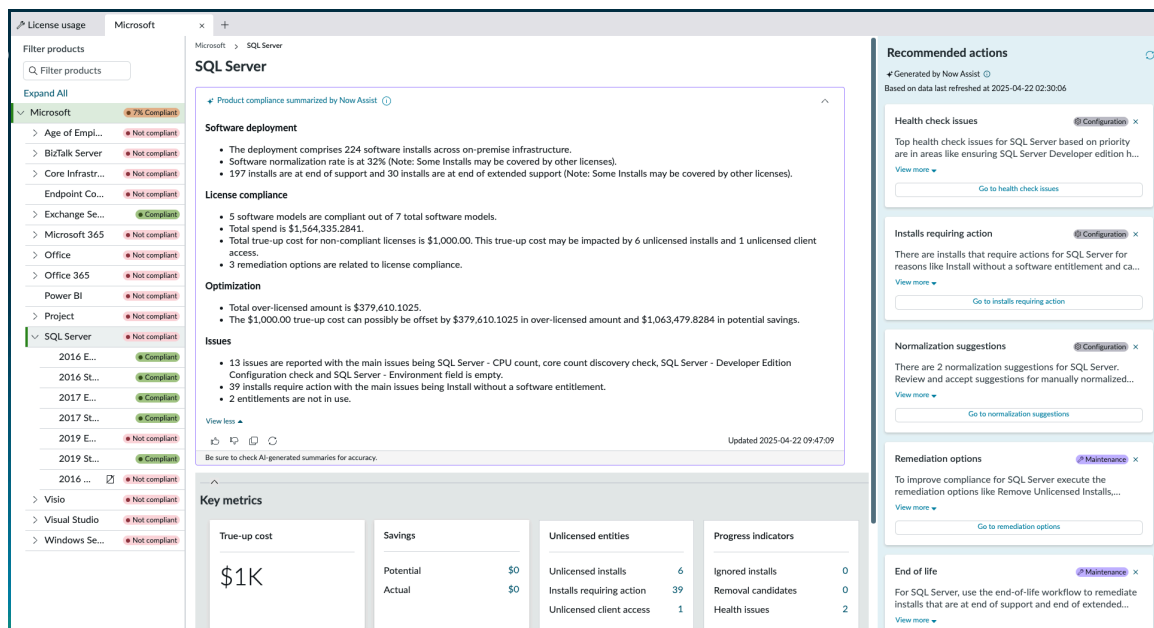 License usage
Microsoft
Filter products
Filter products
Expand All
Microsoft 7% Compliant
Age of Empi... Not compliant
BizTalk Server Not compliant
Core Infrastr... Not compliant
Endpoint Co... Not compliant
Exchange Se... Compliant
Microsoft 365 Not compliant
Office Not compliant
Office 365 Not compliant
Power BI Not compliant
Project Not compliant
SQL Server Not compliant
2016 E... Compliant
2016 St... Compliant
2017 E... Compliant
2017 St... Compliant
2019 E... Not compliant
2019 St... Compliant
2016 ... Not compliant
Visio Not compliant
Visual Studio Not compliant
Windows Se... Not compliant
Microsoft > SQL Server
SQL Server
Product compliance summarized by Now Assist
Software deployment
• The deployment comprises 224 software installs across on-premise infrastructure.
• Software normalization rate is at 32% (Note: Some Installs may be covered by other licenses).
• 197 installs are at end of support and 30 installs are at end of extended support (Note: Some Installs may be covered by other licenses).
License compliance
• 5 software models are compliant out of 7 total software models.
• Total spend is $1,564,335.2841.
• Total true-up cost for non-compliant licenses is $1,000.00. This true-up cost may be impacted by 6 unlicensed installs and 1 unlicensed client
access.
• 3 remediation options are related to license compliance.
Optimization
• Total over-licensed amount is $379,610.1025.
• The $1,000.00 true-up cost can possibly be offset by $379,610.1025 in over-licensed amount and $1,063,479.8284 in potential savings.
Issues
• 13 issues are reported with the main issues being SQL Server - CPU count, core count discovery check, SQL Server - Developer Edition
Configuration check and SQL Server - Environment field is empty.
• 39 installs require action with the main issues being Install without a software entitlement.
• 2 entitlements are not in use.
View less
Updated 2025-04-22 09:47:09
Be sure to check AI-generated summaries for accuracy.
Key metrics
True-up cost
$1K
Savings
Potential $0
Actual $0
Unlicensed entities
Unlicensed installs 6
Installs requiring action 39
Unlicensed client access 1
Progress indicators
Ignored installs 0
Removal candidates 0
Health issues 2
Recommended actions
Generated by Now Assist
Based on data last refreshed at 2025-04-22 02:30:06
Health check issues Configuration
Top health check issues for SQL Server based on priority
are in areas like ensuring SQL Server Developer edition h...
View more
Go to health check issues
Installs requiring action Configuration
There are installs that require actions for SQL Server for
reasons like Install without a software entitlement and ca...
View more
Go to installs requiring action
Normalization suggestions Configuration
There are 2 normalization suggestions for SQL Server.
Review and accept suggestions for manually normalized...
View more
Go to normalization suggestions
Remediation options Maintenance
To improve compliance for SQL Server execute the
remediation options like Remove Unlicensed Installs,...
View more
Go to remediation options
End of life Maintenance
For SQL Server, use the end-of-life workflow to remediate
installs that are at end of support and end of extended...
View more